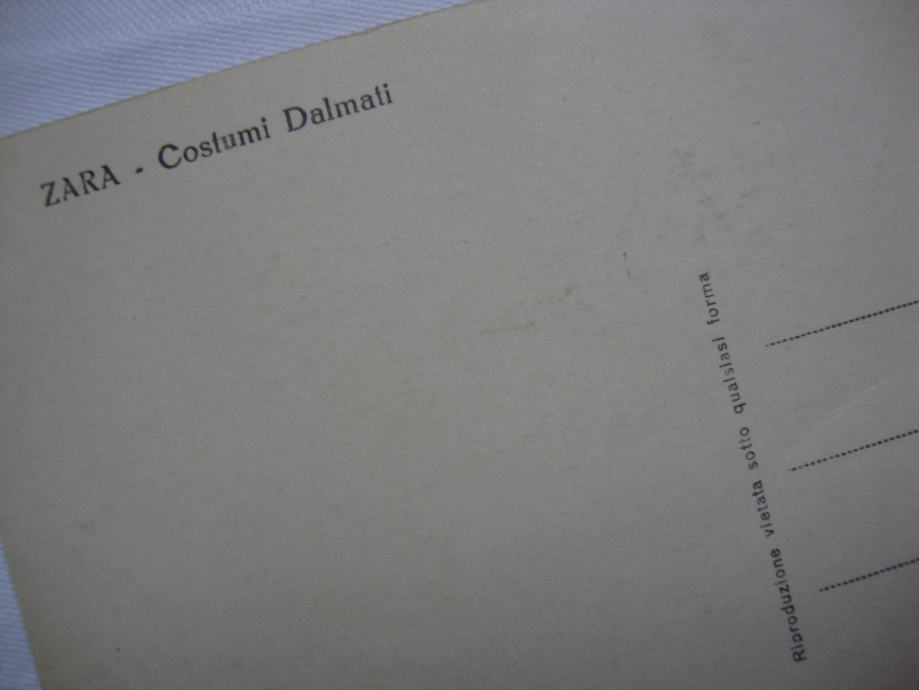 ZARA - Costumi Dalmati
Riproduzione vietata sotto qualsiasi forma